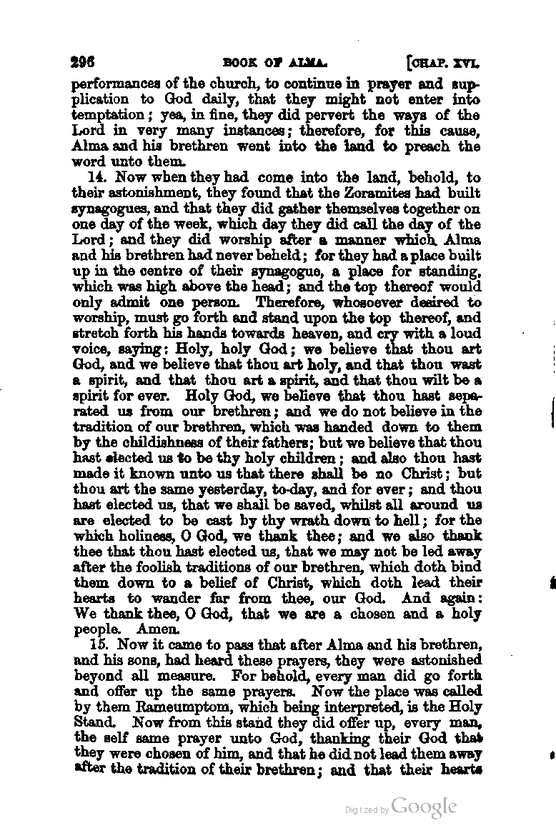 296 BOOK OF ALMA. [CHAP. XVI.
performances of the church, to continue in prayer and sup-
plication to God daily, that they might not enter into
temptation; yea, in fine, they did pervert the ways of the
Lord in very many instances; therefore, for this cause,
Alma and his brethren went into the land to preach the
word unto them.
14. Now when they had come into the land, behold, to
their astonishment, they found that the Zoramites had built
synagogues, and that they did gather themselves together on
one day of the week, which day they did call the day of the
Lord; and they did worship after a manner which Alma
and his brethren had never beheld; for they had a place built
up in the centre of their synagogue, a place for standing,
which was high above the head; and the top thereof would
only admit one person. Therefore, whosoever desired to
worship, must go forth and stand upon the top thereof, and
stretch forth his hands towards heaven, and cry with a loud
voice, saying: Holy, holy God; we believe that thou art
God, and we believe that thou art holy, and that thou wast
a spirit, and that thou art a spirit, and that thou wilt be a
spirit for ever. Holy God, we believe that thou hast sepa-
rated us from our brethren; and we do not believe in the
tradition of our brethren, which was handed down to them
by the childishness of their fathers; but we believe that thou
hast elected us to be thy holy children; and also thou hast
made it known unto us that there shall be no Christ; but
thou art the same yesterday, to-day, and for ever; and thou
hast elected us, that we shall be saved, whilst all around us
are elected to be cast by thy wrath down to hell; for the
which holiness, O God, we thank thee; and we also thank
thee that thou hast elected us, that we may not be led away
after the foolish traditions of our brethren, which doth bind
them down to a belief of Christ, which doth lead their
hearts to wander far from thee, our God. And again:
We thank thee, O God, that we are a chosen and a holy
people. Amen.
15. Now it came to pass that after Alma and his brethren,
and his sons, had heard these prayers, they were astonished
beyond all measure. For behold, every man did go forth
and offer up the same prayers. Now the place was called
by them Rameumptom, which being interpreted, is the Holy
Stand. Now from this stand they did offer up, every man,
the self same prayer unto God, thanking their God that
they were chosen of him, and that he did not lead them away
after the tradition of their brethren; and that their hearts
Digitized by Google